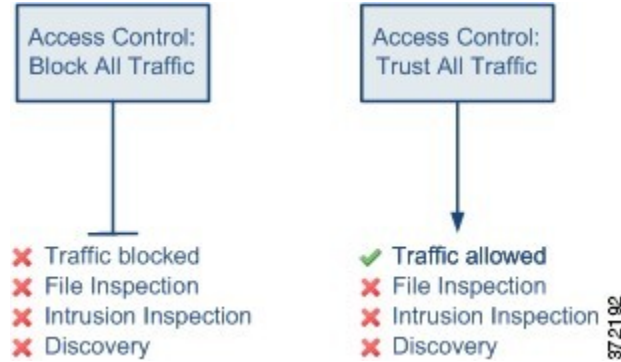 Access Control:
Block All Traffic
Traffic blocked
File Inspection
Intrusion Inspection
Discovery
Access Control:
Trust All Traffic
Traffic allowed
File Inspection
Intrusion Inspection
Discovery
372192